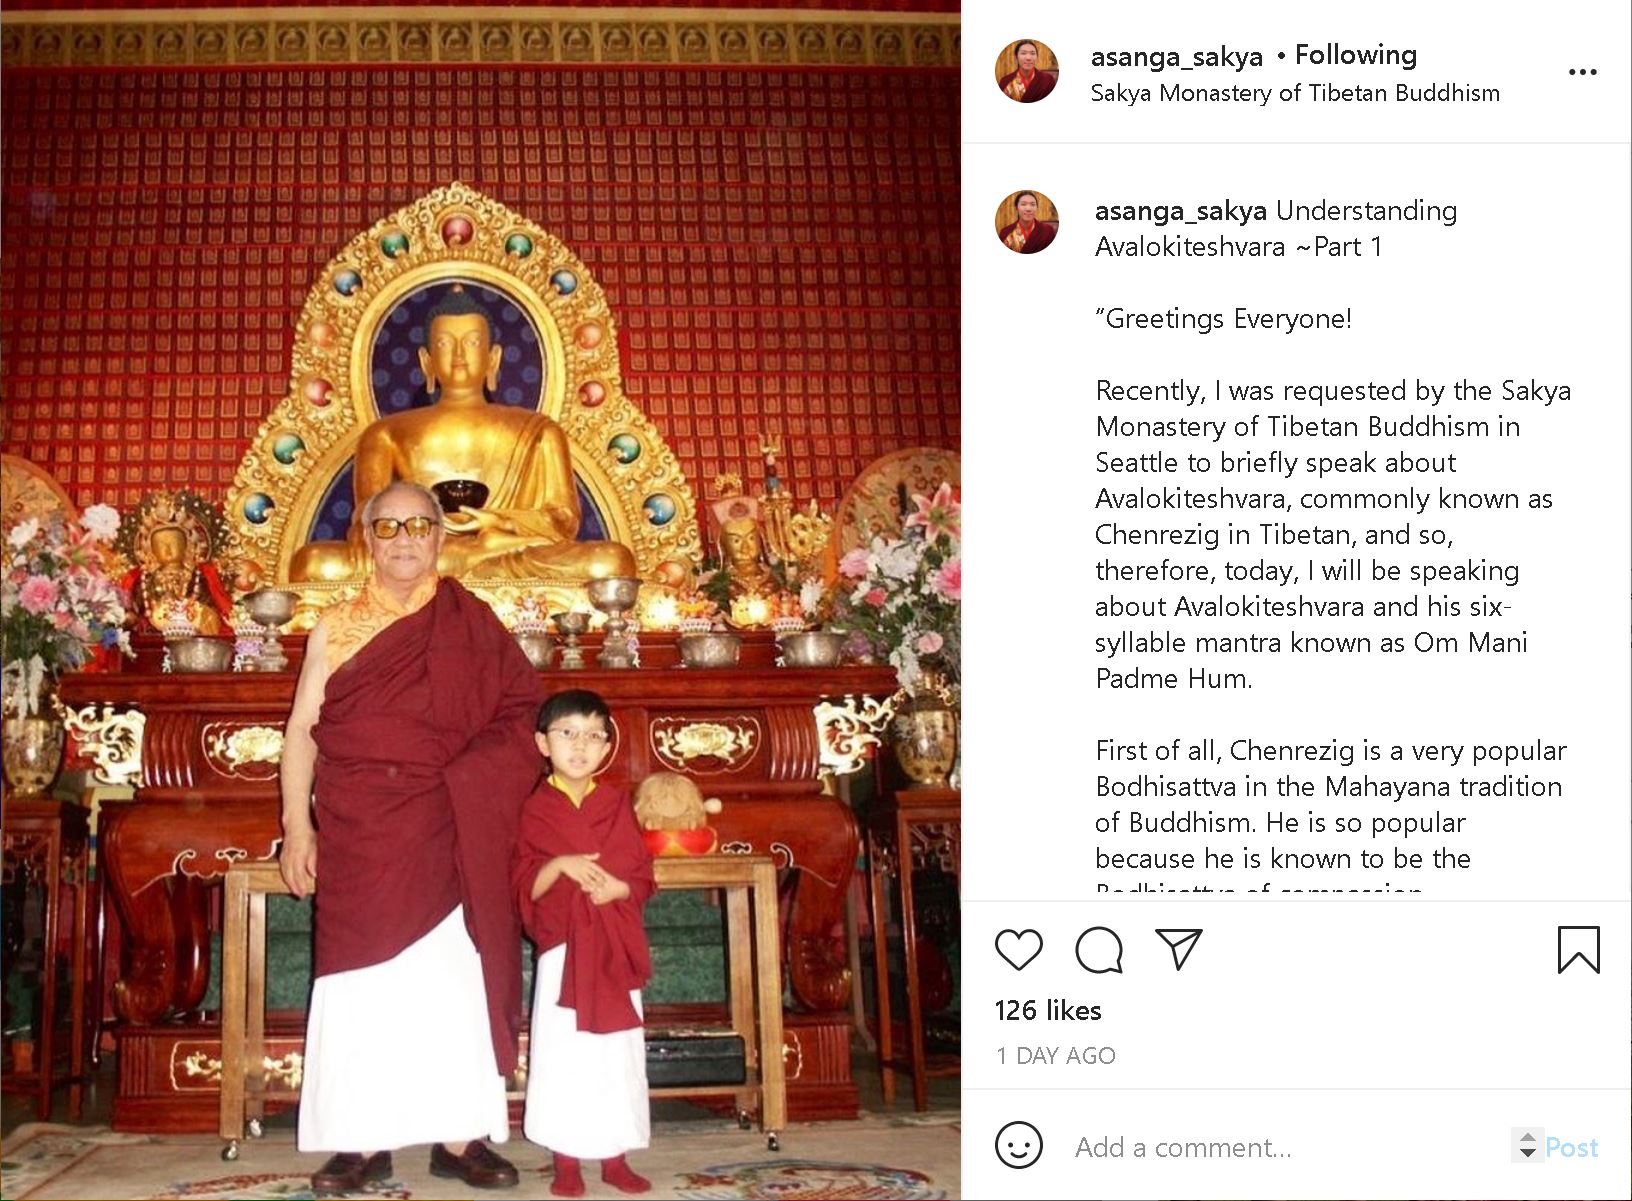 asanga_sakya • Following
Sakya Monastery of Tibetan Buddhism
asanga_sakya Understanding
Avalokiteshvara ~Part 1
"Greetings Everyone!
Recently, I was requested by the Sakya
Monastery of Tibetan Buddhism in
Seattle to briefly speak about
Avalokiteshvara, commonly known as
Chenrezig in Tibetan, and so,
therefore, today, I will be speaking
about Avalokiteshvara and his six-
syllable mantra known as Om Mani
Padme Hum.
First of all, Chenrezig is a very popular
Bodhisattva in the Mahayana tradition
of Buddhism. He is so popular
because he is known to be the
Bodhisattva of compassion
126 likes
1 DAY AGO
Add a comment...
Post